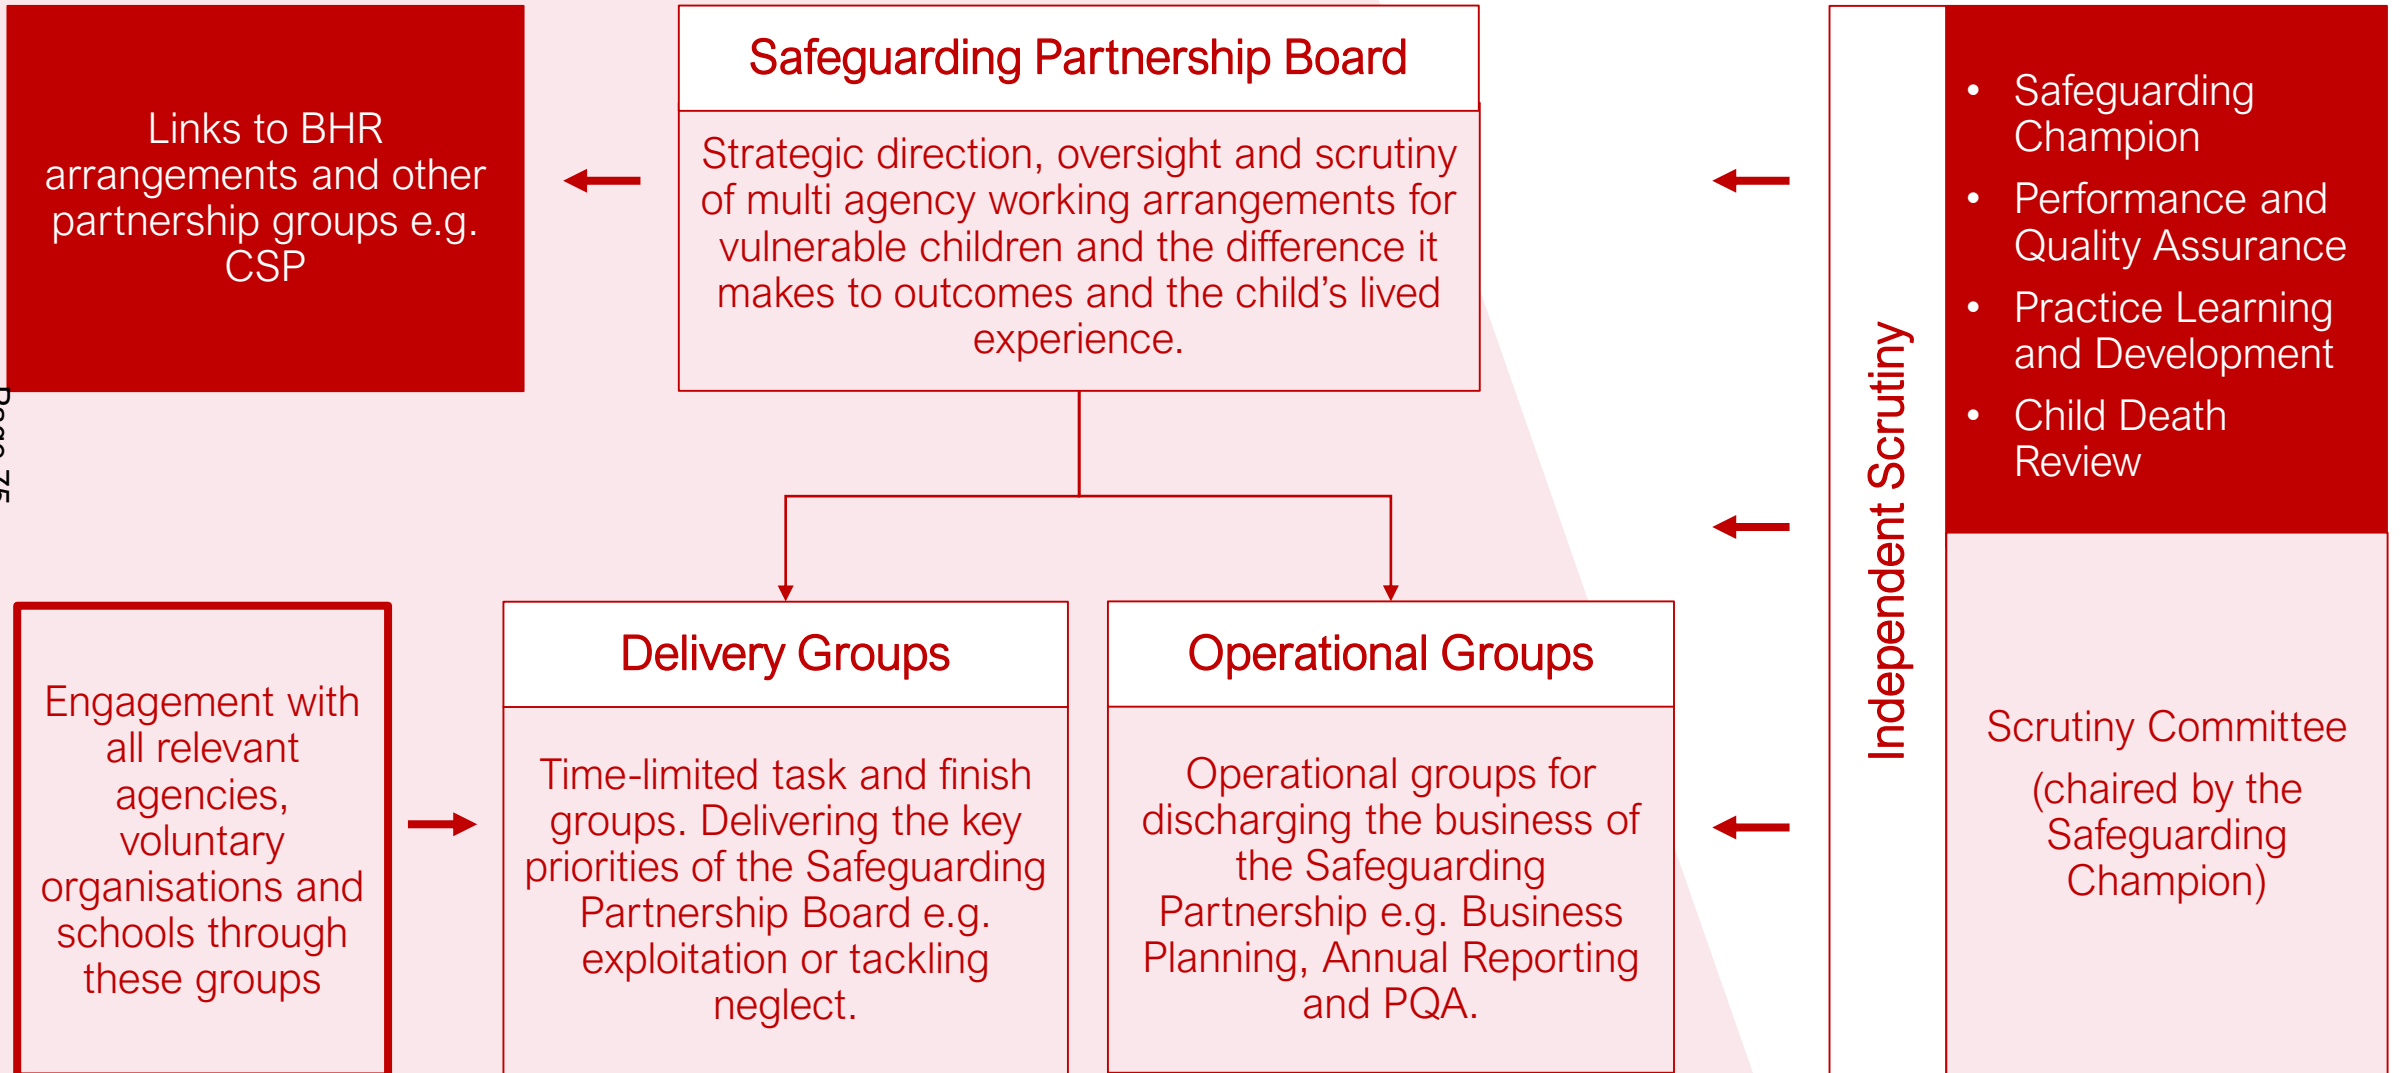 Links to BHR
arrangements and other
partnership groups e.g.
CSP
Safeguarding Partnership Board
Strategic direction, oversight and scrutiny
of multi agency working arrangements for
vulnerable children and the difference it
makes to outcomes and the child’s lived
experience.
Independent Scrutiny
• Safeguarding
Champion
• Performance and
Quality Assurance
• Practice Learning
and Development
• Child Death
Review
Page 75
Engagement with
all relevant
agencies,
voluntary
organisations and
schools through
these groups
Delivery Groups
Time-limited task and finish
groups. Delivering the key
priorities of the Safeguarding
Partnership Board e.g.
exploitation or tackling
neglect.
Operational Groups
Operational groups for
discharging the business of
the Safeguarding
Partnership e.g. Business
Planning, Annual Reporting
and PQA.
Scrutiny Committee
(chaired by the
Safeguarding
Champion)